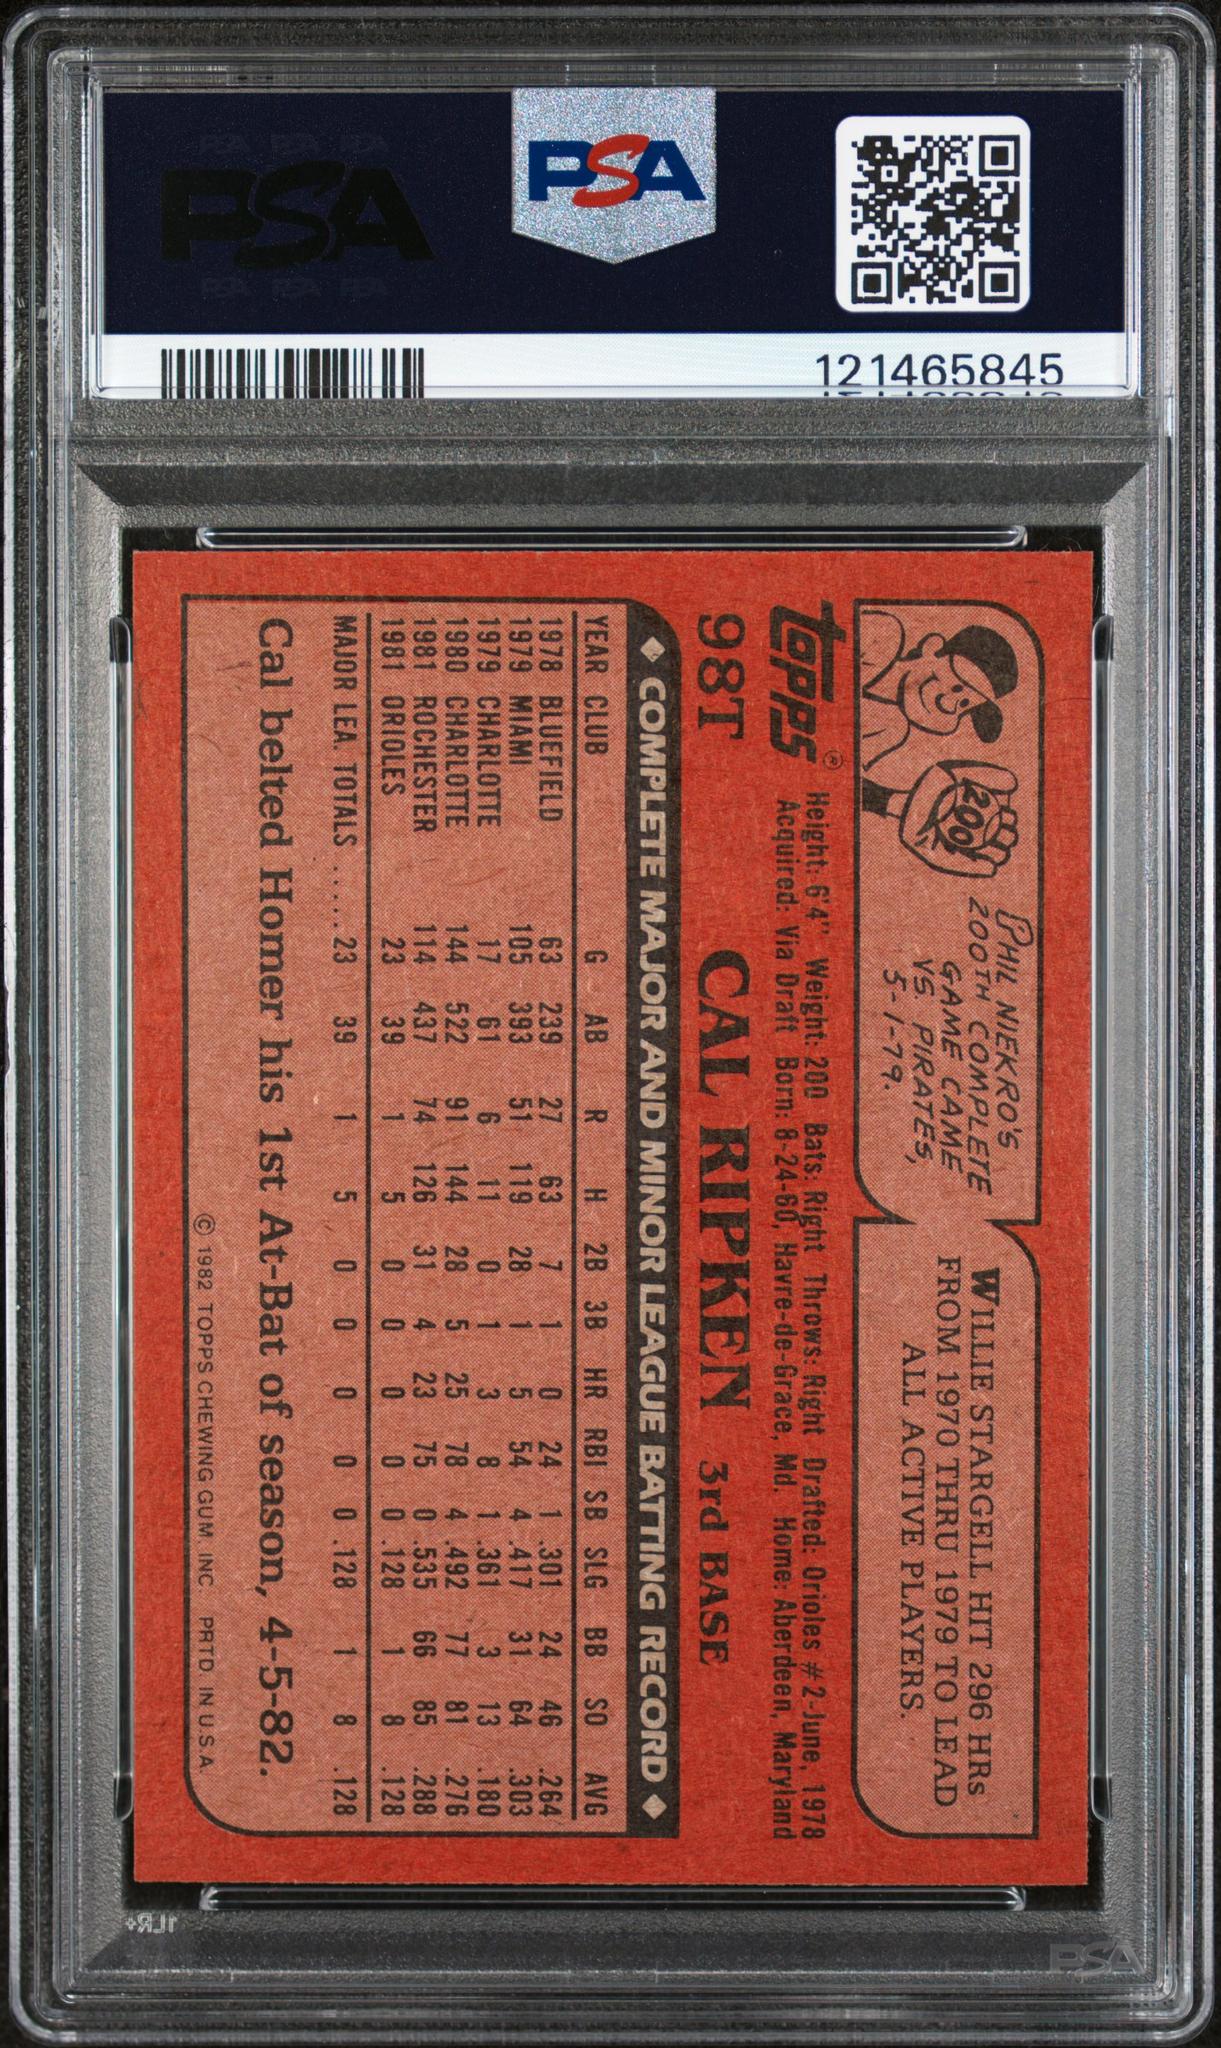 PSA
PSA
121465845
PHIL NIEKRO'S
200TH COMPLETE
GAME CAME
VS. PIRATES,
5-1-79.
200
WILLIE STARGELL HIT 296 HRs
FROM 1970 THRU 1979 TO LEAD
ALL ACTIVE PLAYERS.
topps®
Height: 6'4'' Weight: 200 Bats: Right Throws: Right Drafted: Orioles #2-June, 1978
Acquired: Via Draft Born: 8-24-60, Havre-de-Grace, Md. Home: Aberdeen, Maryland
98T CAL RIPKEN 3rd BASE
COMPLETE MAJOR AND MINOR LEAGUE BATTING RECORD
YEAR CLUB G AB R H 2B 3B HR RBI SB SLG BB SO AVG
1978 BLUEFIELD 63 239 27 63 7 1 0 24 1 .301 24 46 .264
1979 MIAMI 105 393 51 119 28 1 5 54 4 .417 31 64 .303
1979 CHARLOTTE 17 61 6 11 0 1 3 8 1 .361 3 13 .180
1980 CHARLOTTE 144 522 91 144 28 5 25 78 4 .492 77 81 .276
1981 ROCHESTER 114 437 74 126 31 4 23 75 0 .535 66 85 .288
1981 ORIOLES 23 39 1 5 0 0 0 0 0 .128 1 8 .128
MAJOR LEA. TOTALS ...... 23 39 1 5 0 0 0 0 0 .128 1 8 .128
Cal belted Homer his 1st At-Bat of season, 4-5-82.
© 1982 TOPPS CHEWING GUM. INC PRTD. IN U.S.A.
1LR+
PSA